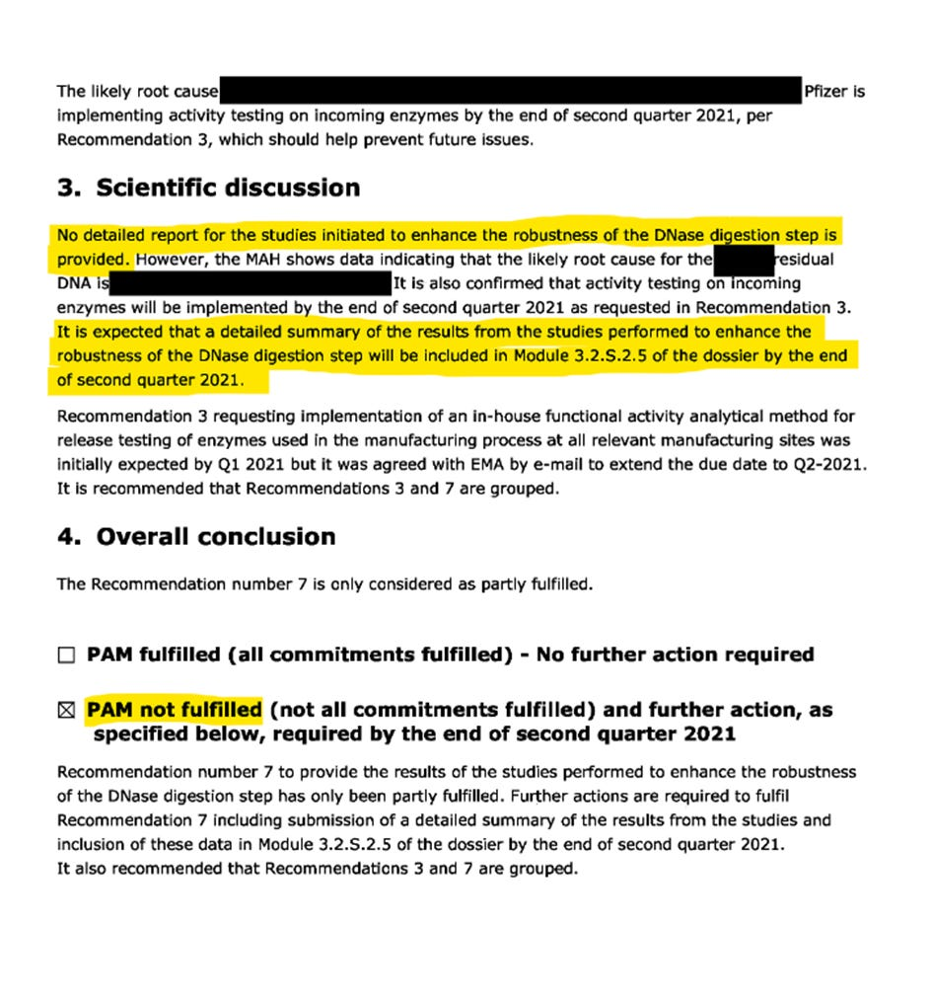 The likely root cause Pfizer is
implementing activity testing on incoming enzymes by the end of second quarter 2021, per
Recommendation 3, which should help prevent future issues.
3. Scientific discussion
No detailed report for the studies initiated to enhance the robustness of the DNase digestion step is
provided. However, the MAH shows data indicating that the likely root cause for the residual
DNA is It is also confirmed that activity testing on incoming
enzymes will be implemented by the end of second quarter 2021 as requested in Recommendation 3.
It is expected that a detailed summary of the results from the studies performed to enhance the
robustness of the DNase digestion step will be included in Module 3.2.S.2.5 of the dossier by the end
of second quarter 2021.
Recommendation 3 requesting implementation of an in-house functional activity analytical method for
release testing of enzymes used in the manufacturing process at all relevant manufacturing sites was
initially expected by Q1 2021 but it was agreed with EMA by e-mail to extend the due date to Q2-2021.
It is recommended that Recommendations 3 and 7 are grouped.
4. Overall conclusion
The Recommendation number 7 is only considered as partly fulfilled.
☐ PAM fulfilled (all commitments fulfilled) - No further action required
☒ PAM not fulfilled (not all commitments fulfilled) and further action, as
specified below, required by the end of second quarter 2021
Recommendation number 7 to provide the results of the studies performed to enhance the robustness
of the DNase digestion step has only been partly fulfilled. Further actions are required to fulfil
Recommendation 7 including submission of a detailed summary of the results from the studies and
inclusion of these data in Module 3.2.S.2.5 of the dossier by the end of second quarter 2021.
It also recommended that Recommendations 3 and 7 are grouped.